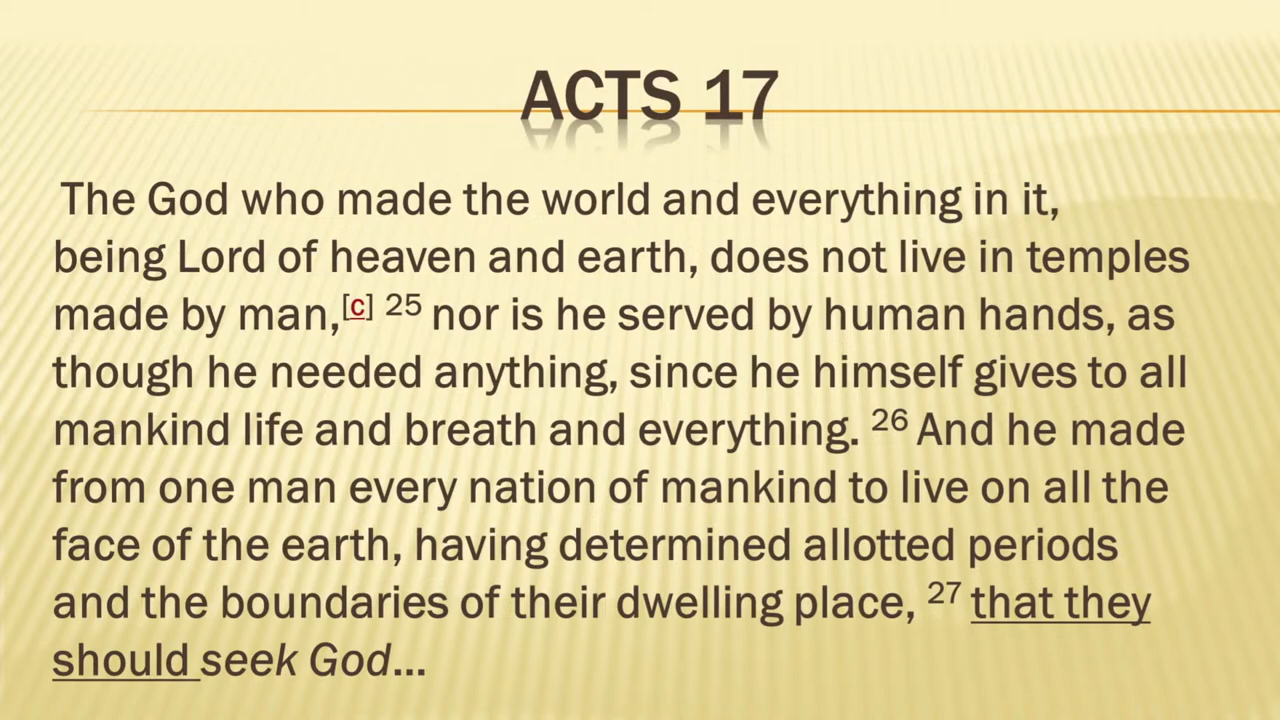 ACTS 17
The God who made the world and everything in it,
being Lord of heaven and earth, does not live in temples
made by man,[c] 25 nor is he served by human hands, as
though he needed anything, since he himself gives to all
mankind life and breath and everything. 26 And he made
from one man every nation of mankind to live on all the
face of the earth, having determined allotted periods
and the boundaries of their dwelling place, 27 that they
should seek God...